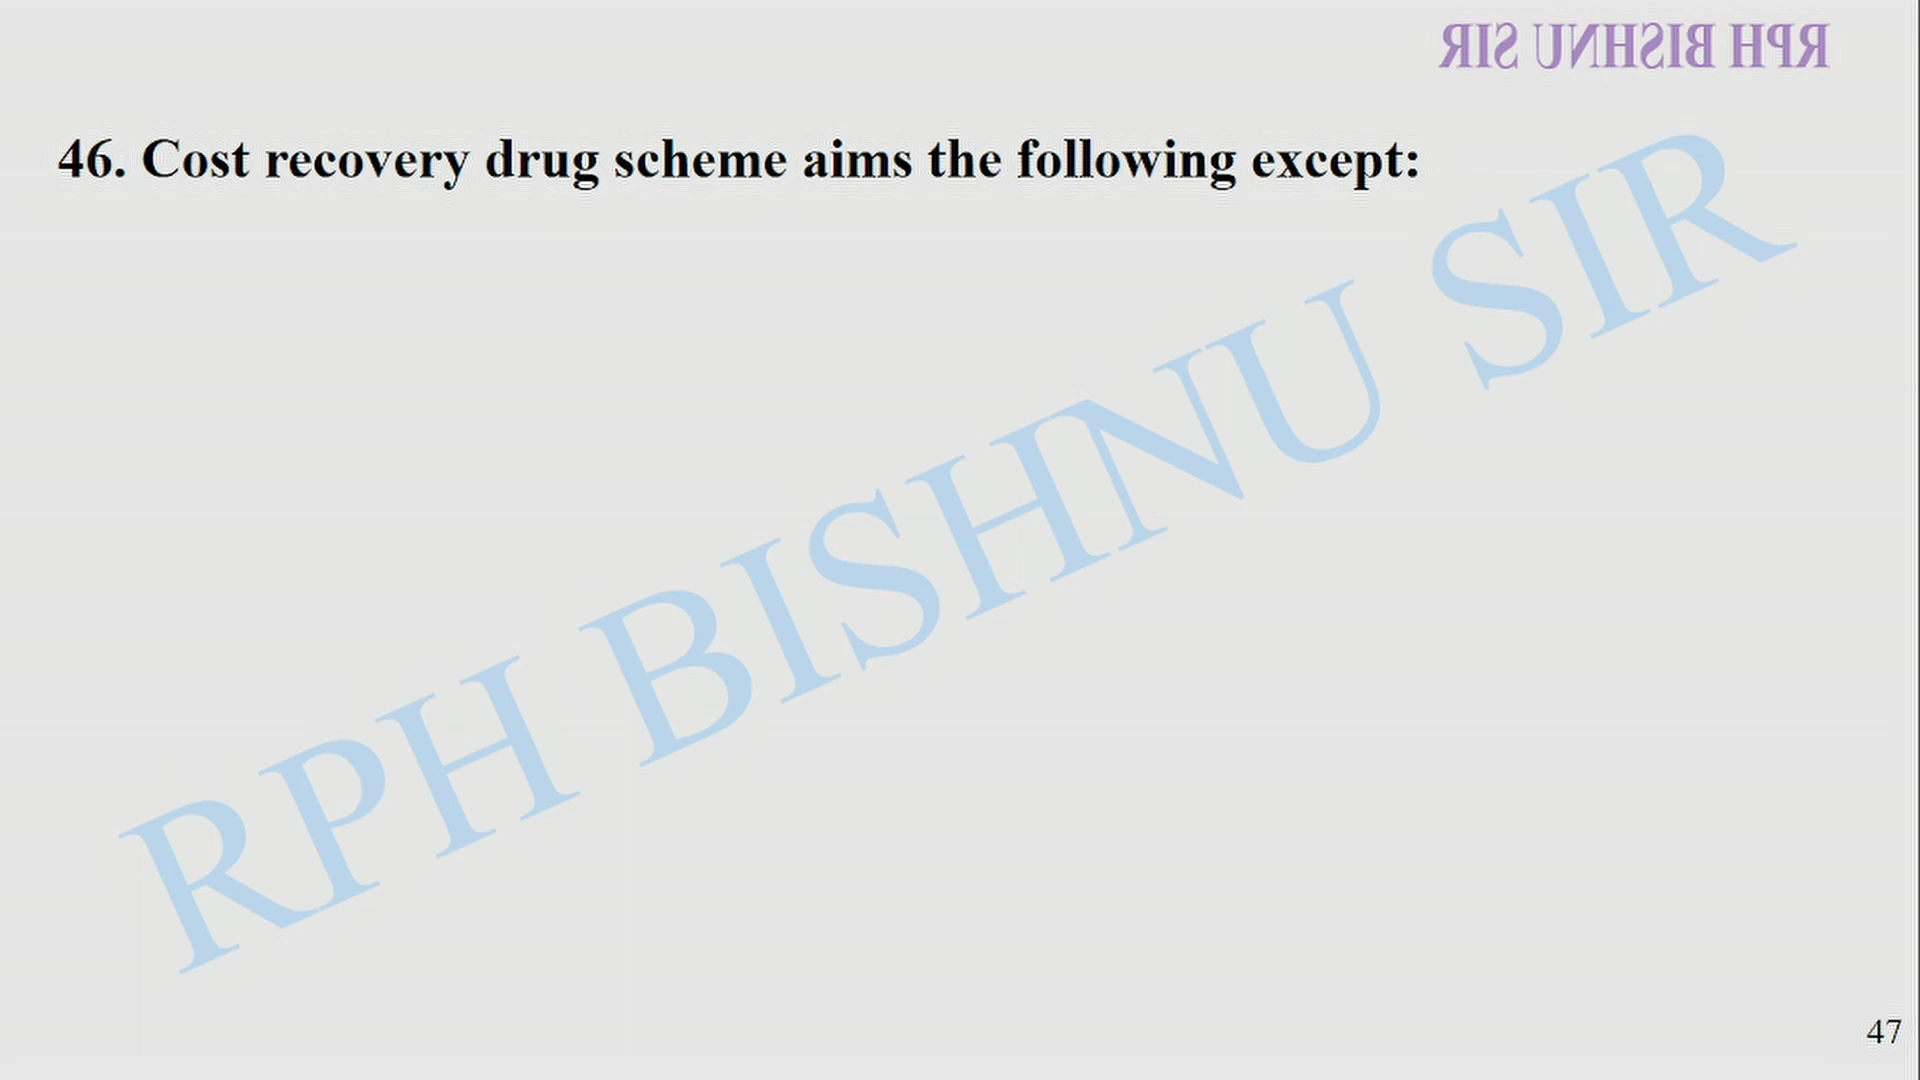 RPH BISHNU SIR
46. Cost recovery drug scheme aims the following except:
RPH BISHNU SIR
47